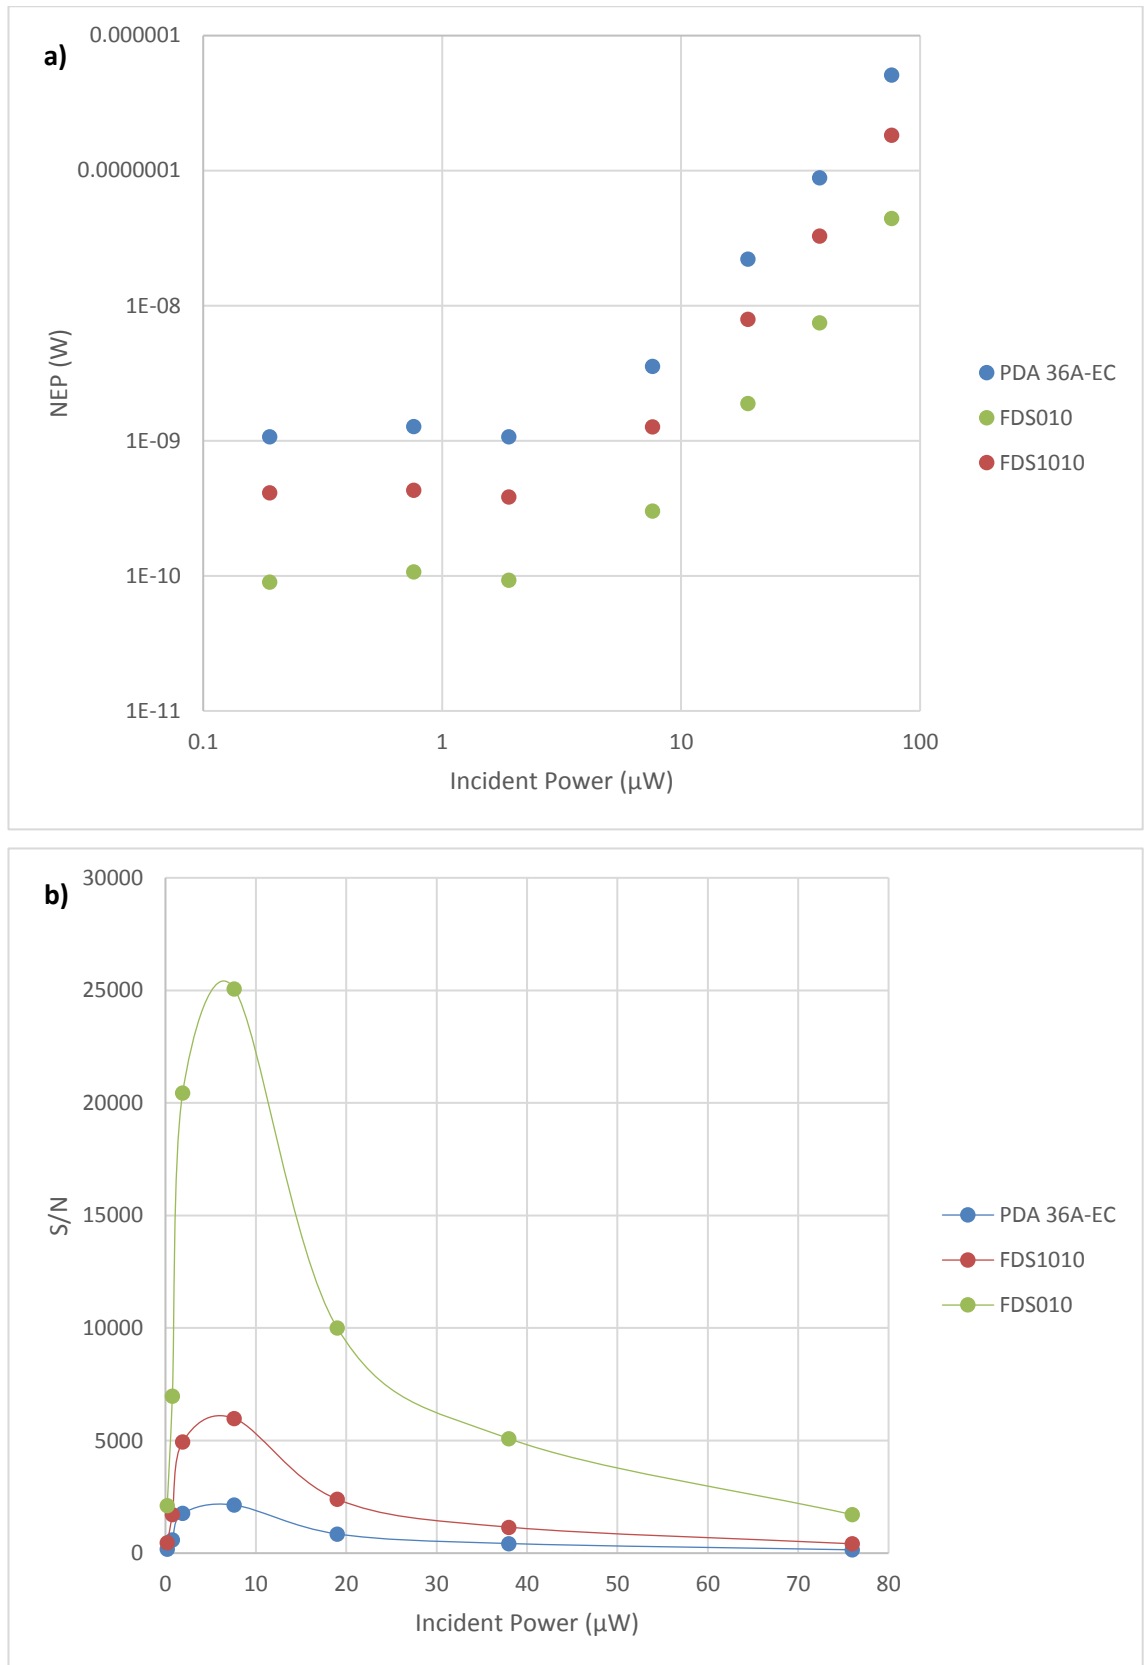 a)
0.000001
0.0000001
1E-08
1E-09
1E-10
1E-11
NEP (W)
0.1 1 10 100
Incident Power (µW)
PDA 36A-EC
FDS010
FDS1010
b)
30000
25000
20000
15000
10000
5000
0
S/N
0 10 20 30 40 50 60 70 80
Incident Power (µW)
PDA 36A-EC
FDS1010
FDS010